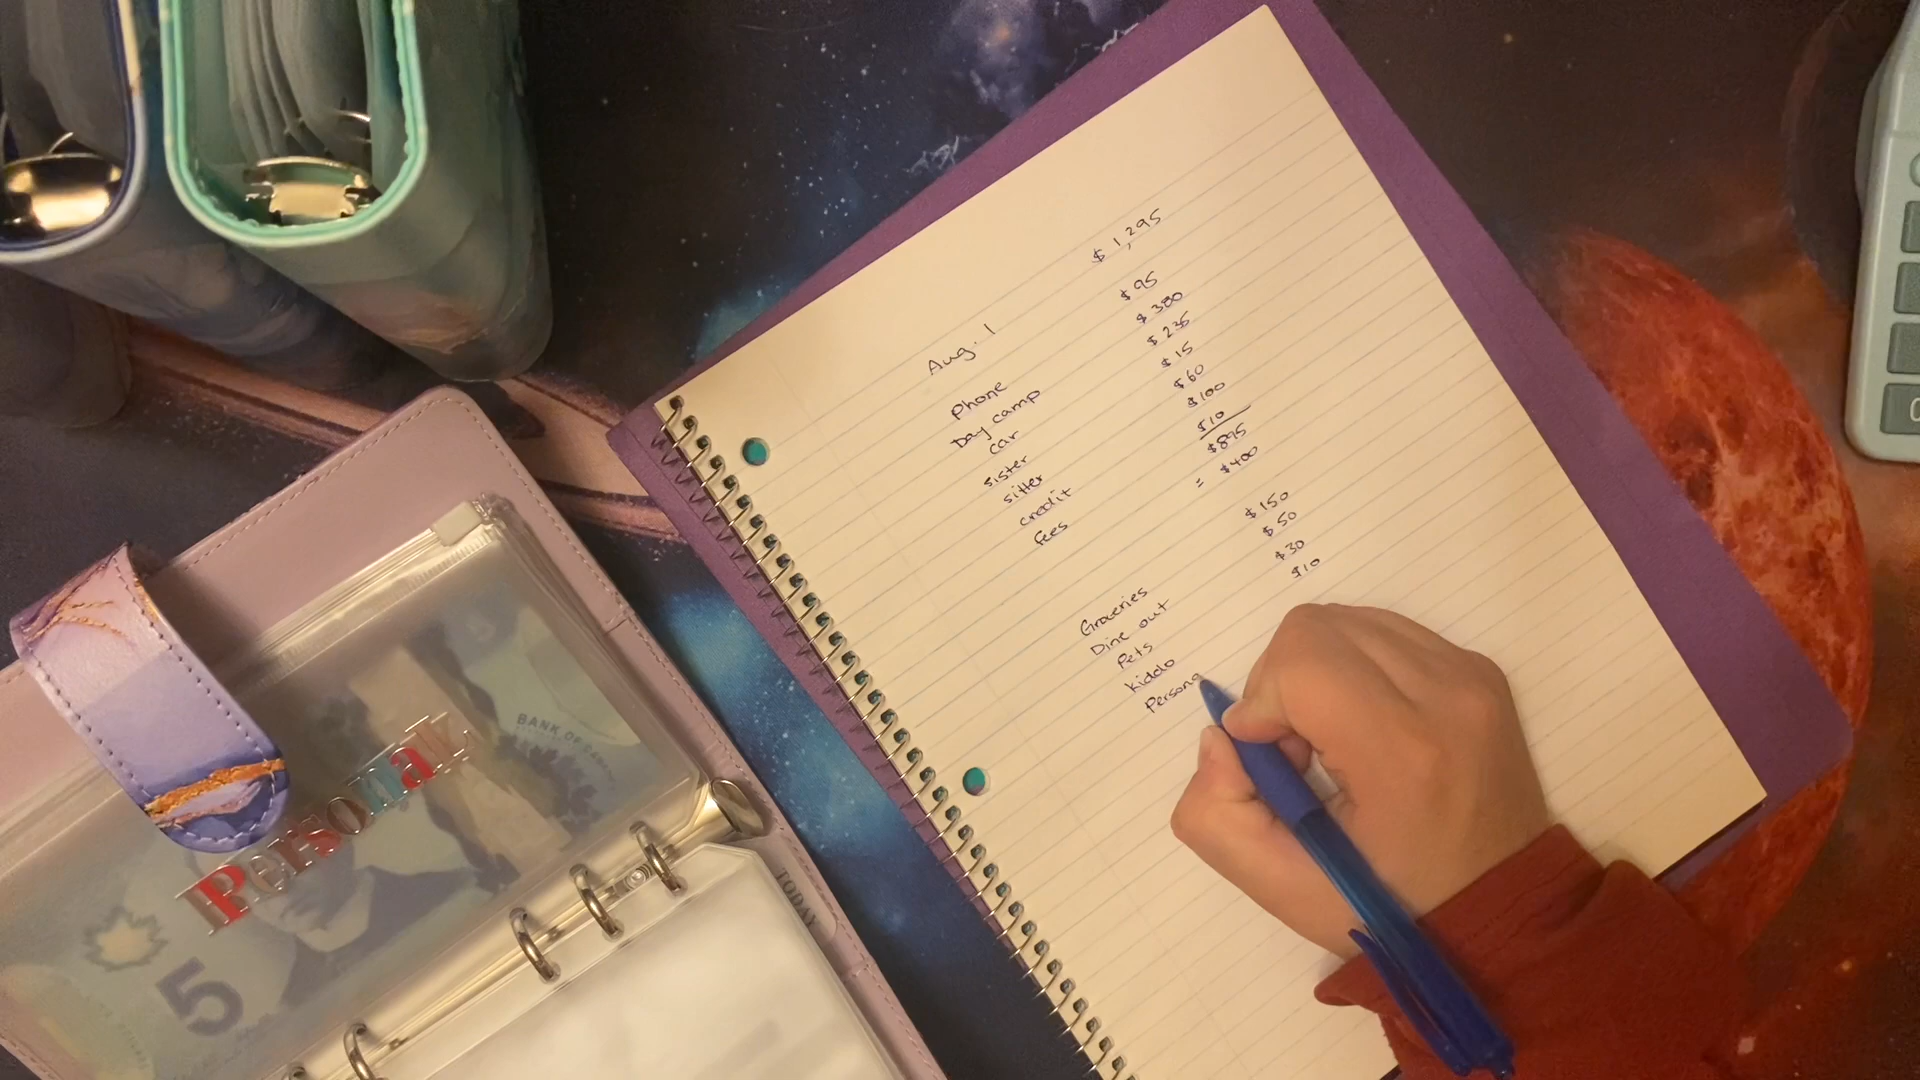 Aug. 1 $1,295
Phone $95
Day camp $380
car $235
sister $15
sitter $60
credit $100
fees $10
$895
= $400
Groceries $150
Dine out $50
Pets $30
Kiddo $10
Persona
Personal
BANK OF
5
TODAY